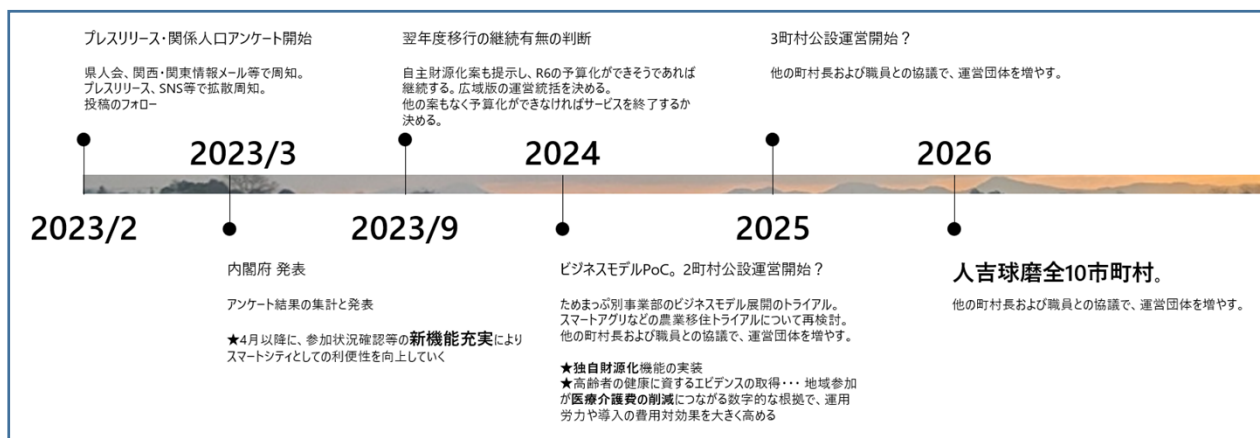 プレスリリース・関係人口アンケート開始
県人会、関西・関東情報メール等で周知。
プレスリリース、SNS等で拡散周知。
投稿のフォロー
翌年度移行の継続有無の判断
自主財源化案も提示し、R6の予算化ができそうであれば
継続する。広域版の運営統括を決める。
他の案もなく予算化ができなければサービスを終了するか
決める。
3町村公設運営開始？
他の町村長および職員との協議で、運営団体を増やす。
2023/3
2024
2026
2023/2
2023/9
2025
内閣府 発表
アンケート結果の集計と発表
★4月以降に、参加状況確認等の新機能充実により
スマートシティとしての利便性を向上していく
ビジネスモデルPoC。2町村公設運営開始？
ためまっぷ別事業部のビジネスモデル展開のトライアル。
スマートアグリなどの農業移住トライアルについて再検討。
他の町村長および職員との協議で、運営団体を増やす。
★独自財源化機能の実装
★高齢者の健康に資するエビデンスの取得･･･ 地域参加
が医療介護費の削減につながる数字的な根拠で、運用
労力や導入の費用対効果を大きく高める
人吉球磨全10市町村。
他の町村長および職員との協議で、運営団体を増やす。